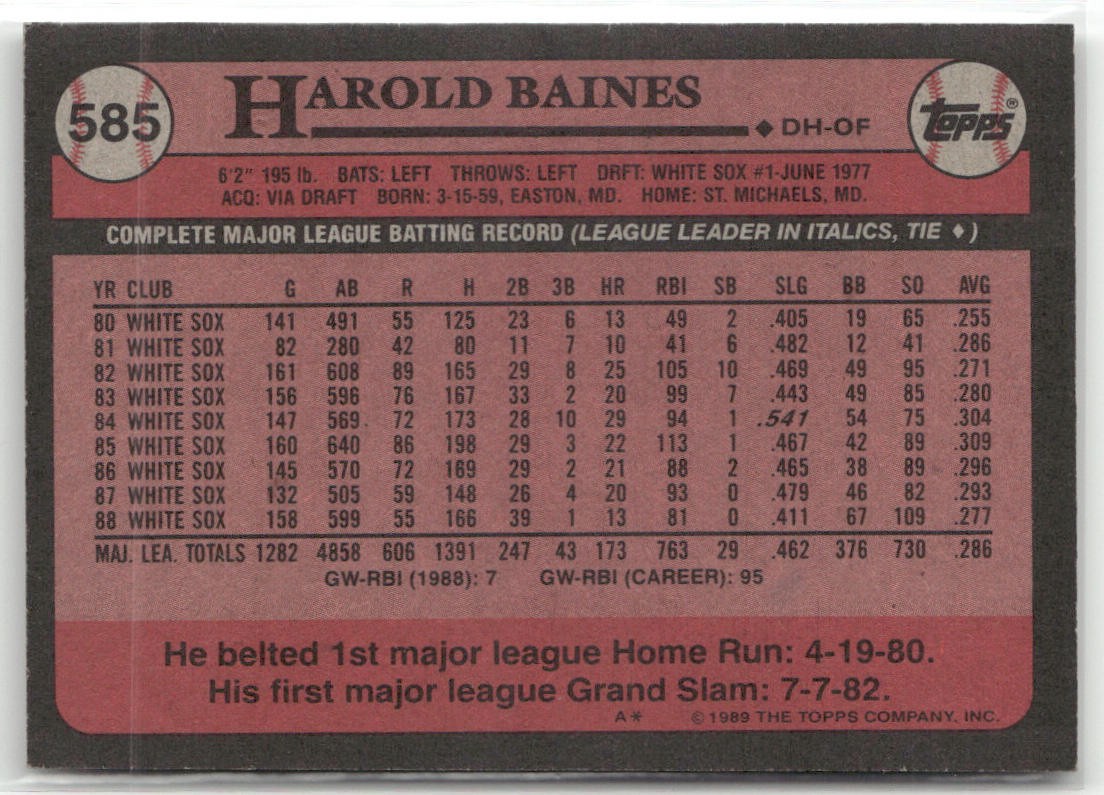 585
HAROLD BAINES
◆ DH-OF
TOPPS®
6'2" 195 lb. BATS: LEFT THROWS: LEFT DRFT: WHITE SOX #1-JUNE 1977
ACQ: VIA DRAFT BORN: 3-15-59, EASTON, MD. HOME: ST. MICHAELS, MD.
COMPLETE MAJOR LEAGUE BATTING RECORD (LEAGUE LEADER IN ITALICS, TIE ♦)
YR CLUB G AB R H 2B 3B HR RBI SB SLG BB SO AVG
80 WHITE SOX 141 491 55 125 23 6 13 49 2 .405 19 65 .255
81 WHITE SOX 82 280 42 80 11 7 10 41 6 .482 12 41 .286
82 WHITE SOX 161 608 89 165 29 8 25 105 10 .469 49 95 .271
83 WHITE SOX 156 596 76 167 33 2 20 99 7 .443 49 85 .280
84 WHITE SOX 147 569 72 173 28 10 29 94 1 .541 54 75 .304
85 WHITE SOX 160 640 86 198 29 3 22 113 1 .467 42 89 .309
86 WHITE SOX 145 570 72 169 29 2 21 88 2 .465 38 89 .296
87 WHITE SOX 132 505 59 148 26 4 20 93 0 .479 46 82 .293
88 WHITE SOX 158 599 55 166 39 1 13 81 0 .411 67 109 .277
MAJ. LEA. TOTALS 1282 4858 606 1391 247 43 173 763 29 .462 376 730 .286
GW-RBI (1988): 7 GW-RBI (CAREER): 95
He belted 1st major league Home Run: 4-19-80.
His first major league Grand Slam: 7-7-82.
A* © 1989 THE TOPPS COMPANY, INC.